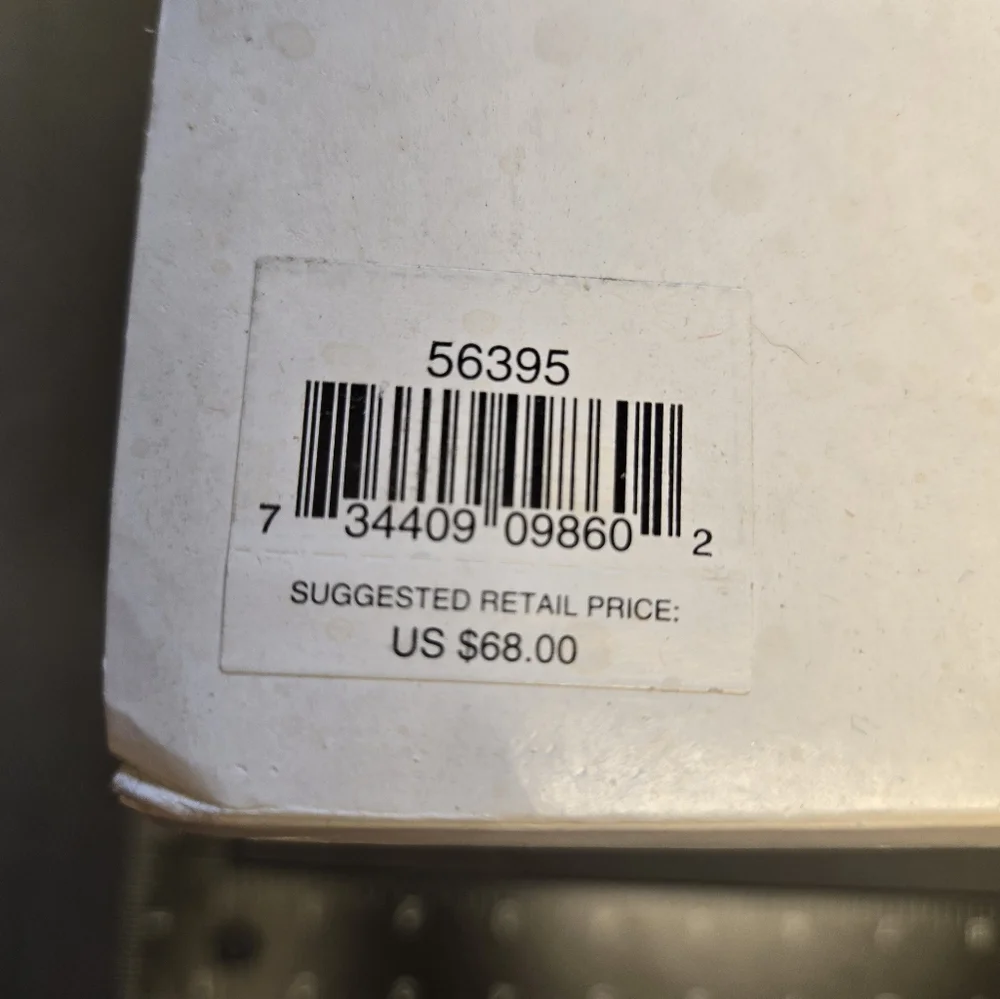 56395
7 34409 09860 2
SUGGESTED RETAIL PRICE:
US $68.00